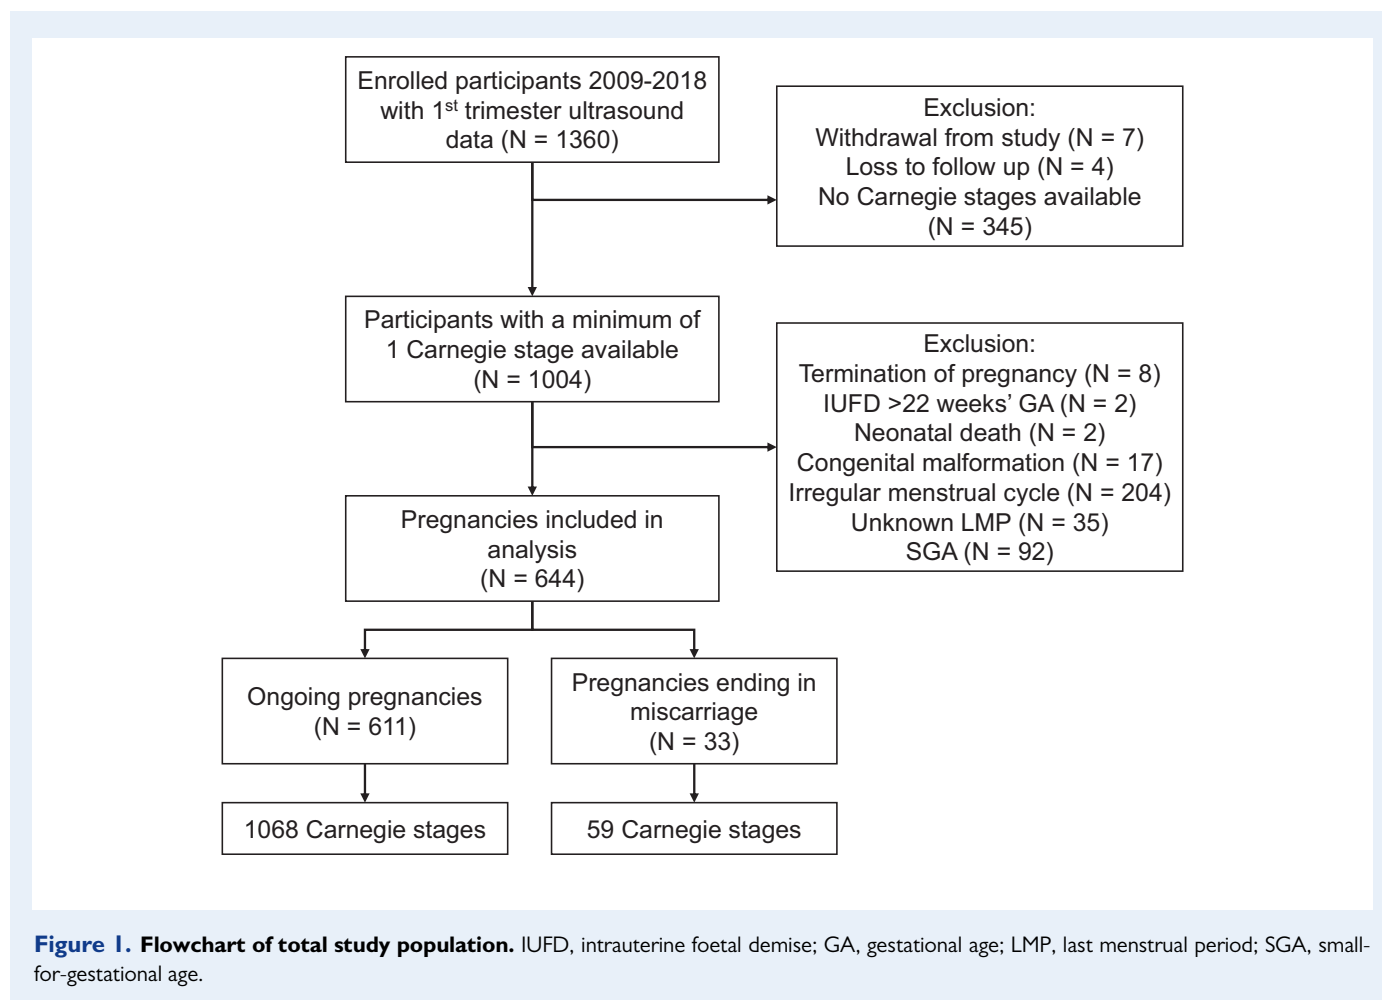 Enrolled participants 2009-2018
with 1st trimester ultrasound
data (N = 1360)
Exclusion:
Withdrawal from study (N = 7)
Loss to follow up (N = 4)
No Carnegie stages available
(N = 345)
Participants with a minimum of
1 Carnegie stage available
(N = 1004)
Exclusion:
Termination of pregnancy (N = 8)
IUFD >22 weeks’ GA (N = 2)
Neonatal death (N = 2)
Congenital malformation (N = 17)
Irregular menstrual cycle (N = 204)
Unknown LMP (N = 35)
SGA (N = 92)
Pregnancies included in
analysis
(N = 644)
Ongoing pregnancies
(N = 611)
Pregnancies ending in
miscarriage
(N = 33)
1068 Carnegie stages
59 Carnegie stages
Figure 1. Flowchart of total study population. IUFD, intrauterine foetal demise; GA, gestational age; LMP, last menstrual period; SGA, small-
for-gestational age.